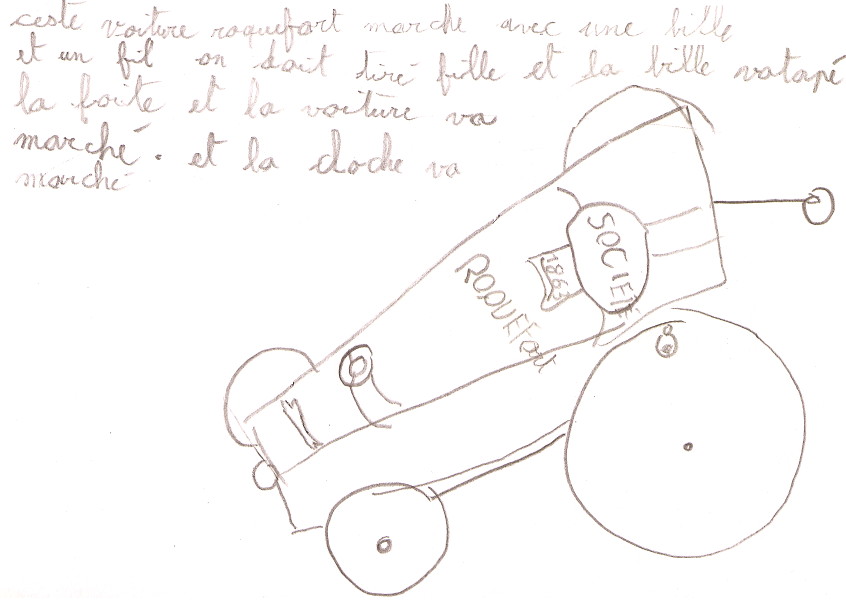 ceste voiture roquefort marche avec une bille
et un fil on doit tiré fille et la bille vatapé
la boite et la voiture va
marché. et la cloche va
marché
SOCIETE
1863
ROQUEFort